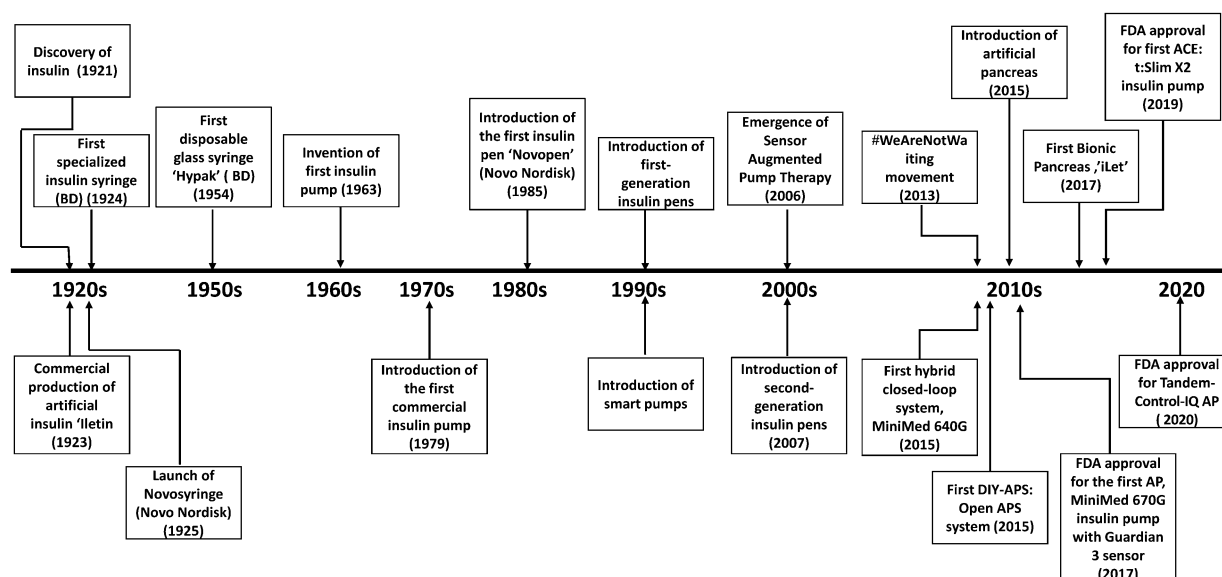 Discovery of
insulin (1921)
First
specialized
insulin syringe
(BD) (1924)
First
disposable
glass syringe
‘Hypak’ ( BD)
(1954)
Invention of
first insulin
pump (1963)
Introduction of
the first insulin
pen ‘Novopen’
(Novo Nordisk)
(1985)
Introduction
of first-
generation
insulin pens
Emergence of
Sensor
Augmented
Pump Therapy
(2006)
#WeAreNotWa
iting
movement
(2013)
Introduction of
artificial
pancreas
(2015)
First Bionic
Pancreas ,’iLet’
(2017)
FDA approval
for first ACE:
t:Slim X2
insulin pump
(2019)
1920s
1950s
1960s
1970s
1980s
1990s
2000s
2010s
2020
Commercial
production of
artificial
insulin ‘Iletin
(1923)
Launch of
Novosyringe
(Novo Nordisk)
(1925)
Introduction of
the first
commercial
insulin pump
(1979)
Introduction
of smart pumps
Introduction of
second-
generation
insulin pens
(2007)
First hybrid
closed-loop
system,
MiniMed 640G
(2015)
First DIY-APS:
Open APS
system (2015)
FDA approval
for the first AP,
MiniMed 670G
insulin pump
with Guardian
3 sensor
(2017)
FDA approval
for Tandem-
Control-IQ AP
( 2020)